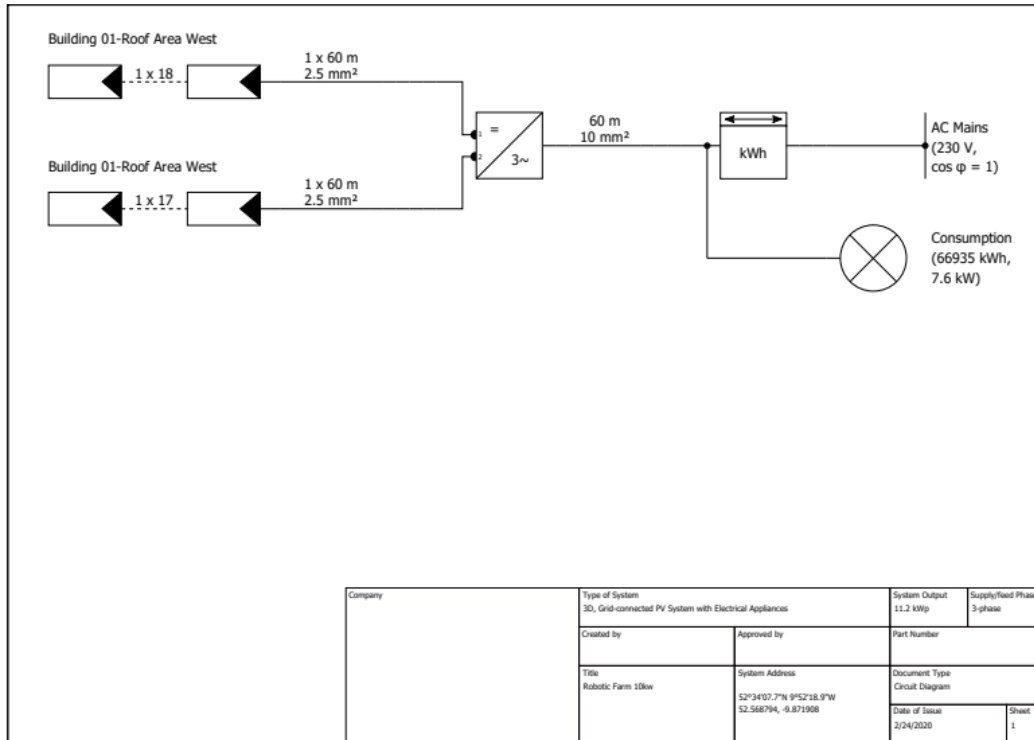 Building 01-Roof Area West
1 x 18
1 x 60 m
2.5 mm²
Building 01-Roof Area West
1 x 17
1 x 60 m
2.5 mm²
1
2
=
3~
60 m
10 mm²
kWh
AC Mains
(230 V,
cos φ = 1)
Consumption
(66935 kWh,
7.6 kW)
Company
Type of System
3D, Grid-connected PV System with Electrical Appliances
System Output
11.2 kWp
Supply/feed Phase
3-phase
Created by
Approved by
Part Number
Title
Robotic Farm 10kw
System Address
52°34'07.7"N 9°52'18.9"W
52.568794, -9.871908
Document Type
Circuit Diagram
Date of Issue
2/24/2020
Sheet
1